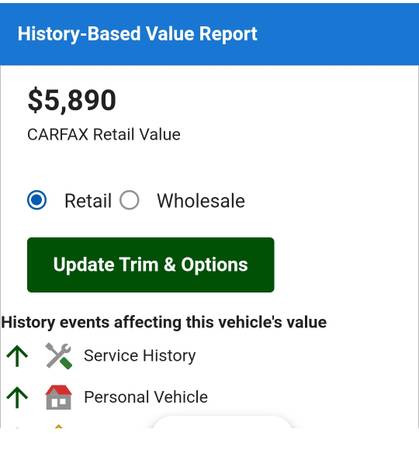 History-Based Value Report
$5,890
CARFAX Retail Value
Retail
Wholesale
Update Trim & Options
History events affecting this vehicle's value
Service History
Personal Vehicle